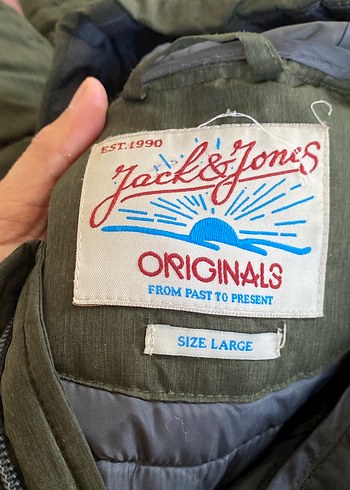 EST.1990
Jack&Jones
ORIGINALS
FROM PAST TO PRESENT
SIZE LARGE